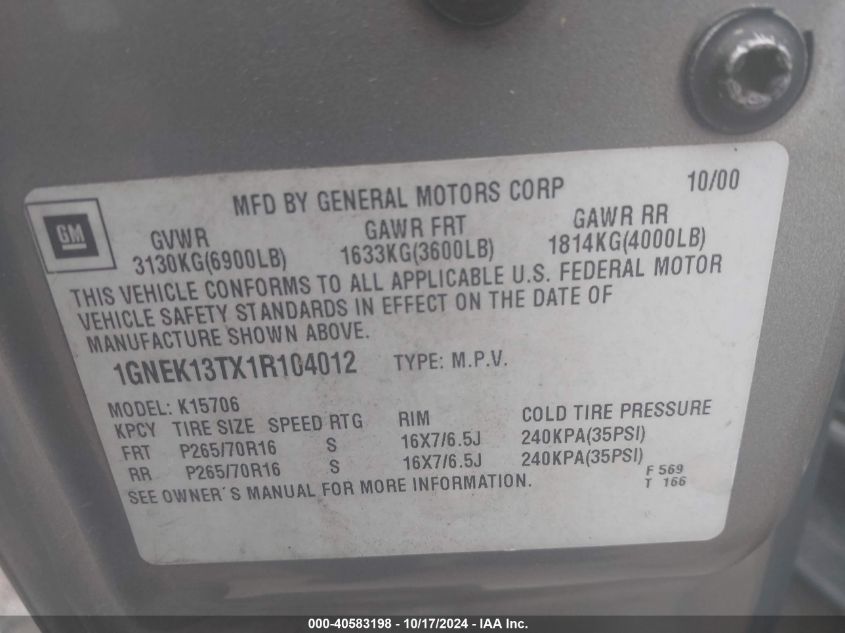 MFD BY GENERAL MOTORS CORP 10/00
GM
GVWR GAWR FRT GAWR RR
3130KG(6900LB) 1633KG(3600LB) 1814KG(4000LB)
THIS VEHICLE CONFORMS TO ALL APPLICABLE U.S. FEDERAL MOTOR
VEHICLE SAFETY STANDARDS IN EFFECT ON THE DATE OF
MANUFACTURE SHOWN ABOVE.
1GNEK13TX1R104012 TYPE: M.P.V.
MODEL: K15706
KPCY TIRE SIZE SPEED RTG RIM COLD TIRE PRESSURE
FRT P265/70R16 S 16X7/6.5J 240KPA(35PSI)
RR P265/70R16 S 16X7/6.5J 240KPA(35PSI)
SEE OWNER'S MANUAL FOR MORE INFORMATION.
F 569
T 166
000-40583198 - 10/17/2024 - IAA Inc.